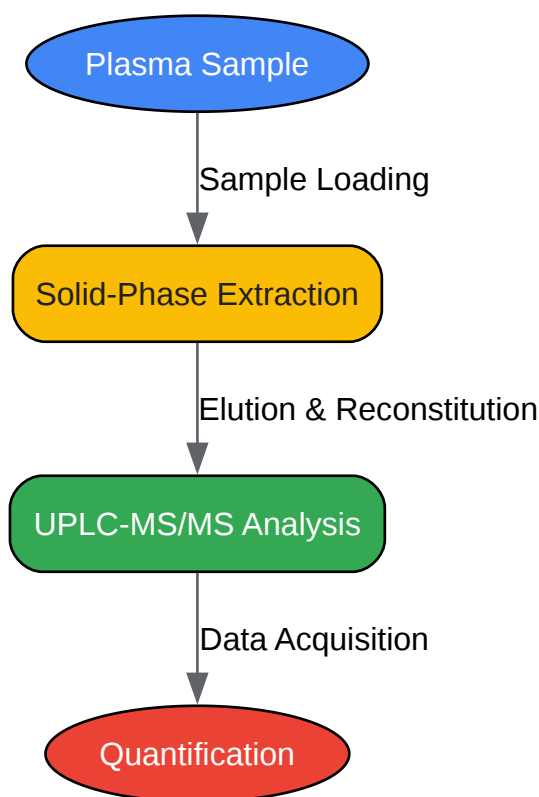 Plasma Sample
Sample Loading
Solid-Phase Extraction
Elution & Reconstitution
UPLC-MS/MS Analysis
Data Acquisition
Quantification